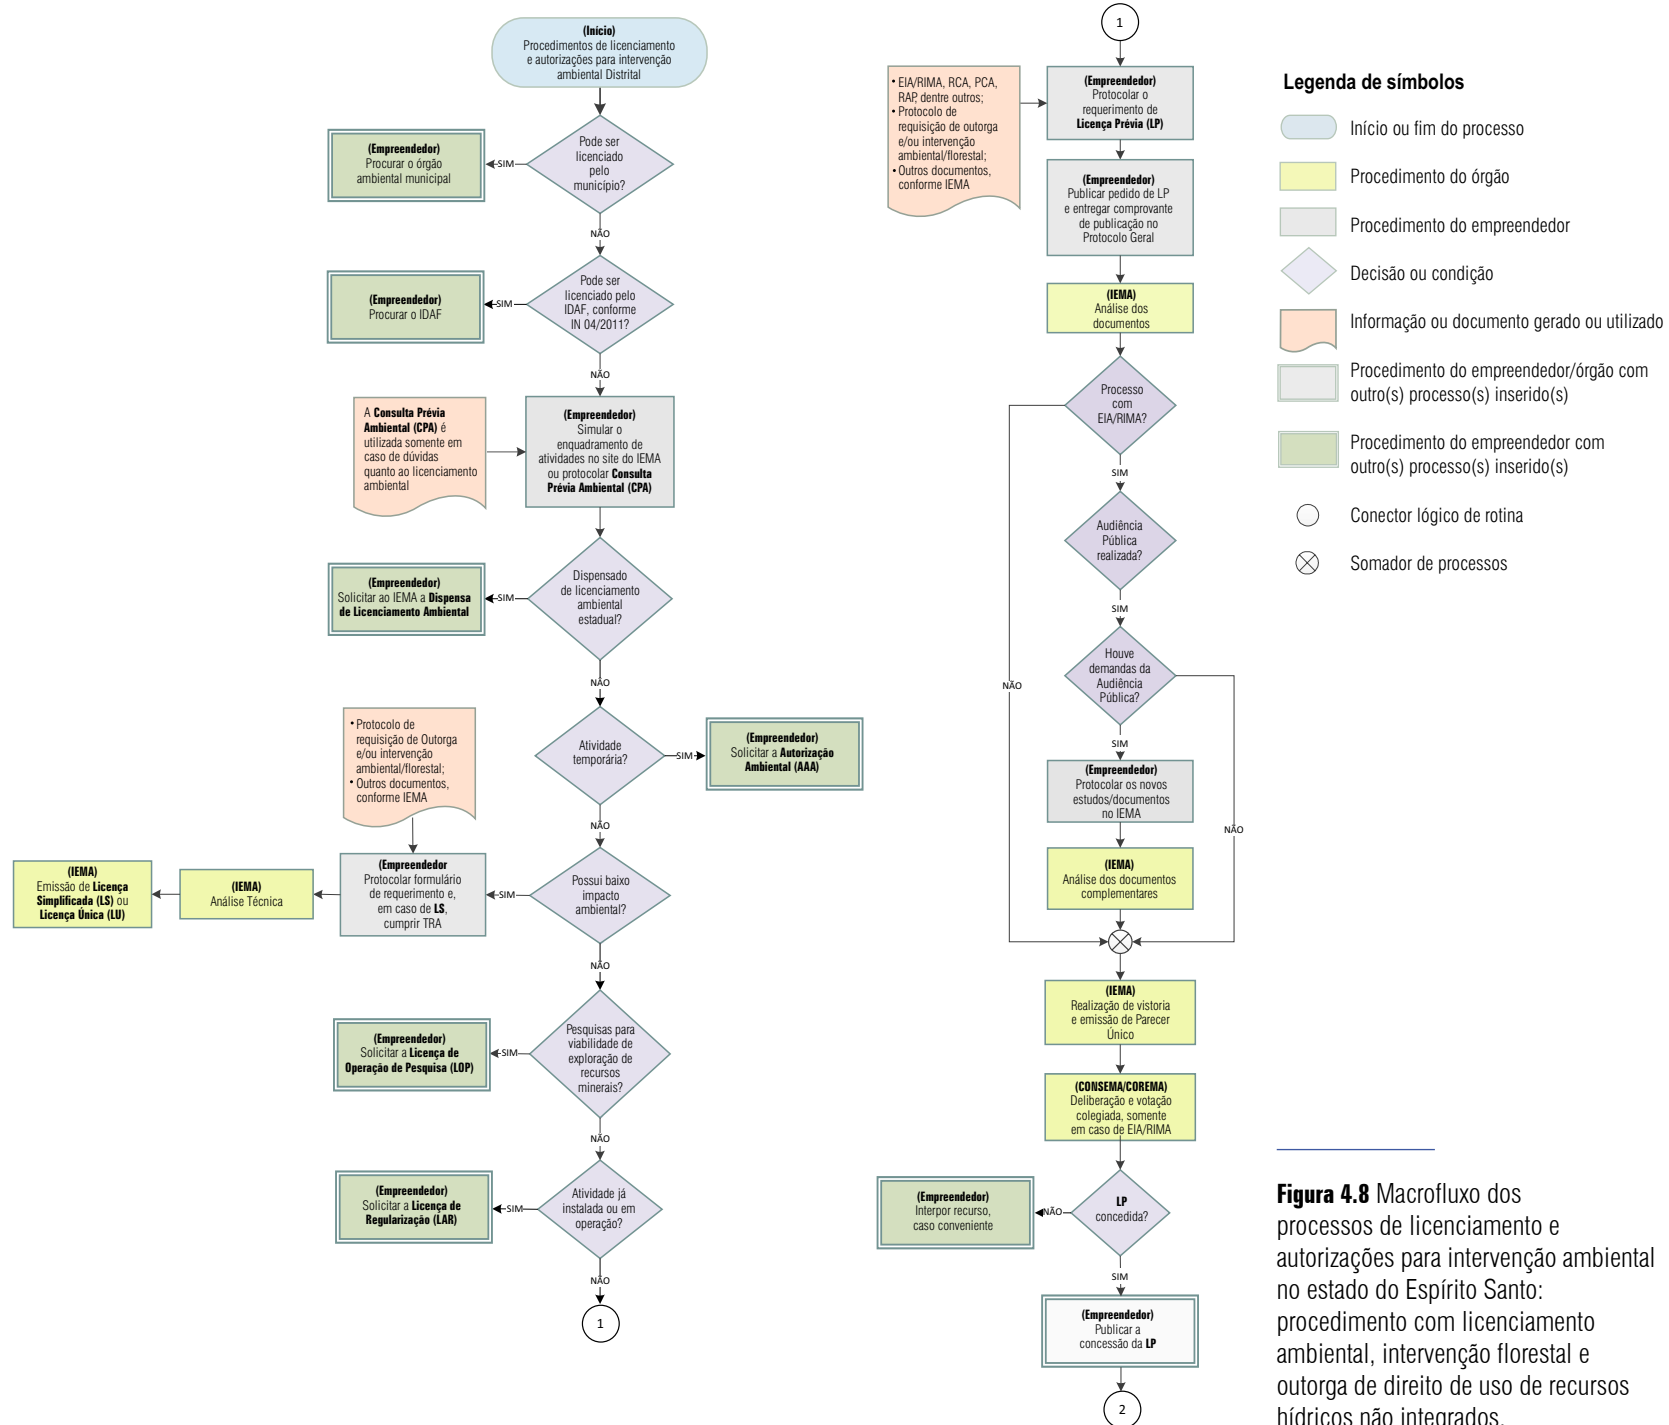 (Início)
Procedimentos de licenciamento
e autorizações para intervenção
ambiental Distrital
Pode ser
licenciado
pelo
município?
SIM
(Empreendedor)
Procurar o órgão
ambiental municipal
NÃO
Pode ser
licenciado pelo
IDAF, conforme
IN 04/2011?
SIM
(Empreendedor)
Procurar o IDAF
NÃO
A Consulta Prévia
Ambiental (CPA) é
utilizada somente em
caso de dúvidas
quanto ao licenciamento
ambiental
(Empreendedor)
Simular o
enquadramento de
atividades no site do IEMA
ou protocolar Consulta
Prévia Ambiental (CPA)
Dispensado
de licenciamento
ambiental
estadual?
SIM
(Empreendedor)
Solicitar ao IEMA a Dispensa
de Licenciamento Ambiental
NÃO
Atividade
temporária?
SIM
(Empreendedor)
Solicitar a Autorização
Ambiental (AAA)
NÃO
• Protocolo de
requisição de Outorga
e/ou intervenção
ambiental/florestal;
• Outros documentos,
conforme IEMA
Possui baixo
impacto
ambiental?
SIM
(Empreendedor
Protocolar formulário
de requerimento e,
em caso de LS,
cumprir TRA
(IEMA)
Análise Técnica
(IEMA)
Emissão de Licença
Simplificada (LS) ou
Licença Única (LU)
NÃO
Pesquisas para
viabilidade de
exploração de
recursos
minerais?
SIM
(Empreendedor)
Solicitar a Licença de
Operação de Pesquisa (LOP)
NÃO
Atividade já
instalada ou em
operação?
SIM
(Empreendedor)
Solicitar a Licença de
Regularização (LAR)
NÃO
1
1
• EIA/RIMA, RCA, PCA,
RAP, dentre outros;
• Protocolo de
requisição de outorga
e/ou intervenção
ambiental/florestal;
• Outros documentos,
conforme IEMA
(Empreendedor)
Protocolar o
requerimento de
Licença Prévia (LP)
(Empreendedor)
Publicar pedido de LP
e entregar comprovante
de publicação no
Protocolo Geral
(IEMA)
Análise dos
documentos
Processo
com
EIA/RIMA?
SIM
NÃO
Audiência
Pública
realizada?
SIM
Houve
demandas da
Audiência
Pública?
SIM
NÃO
(Empreendedor)
Protocolar os novos
estudos/documentos
no IEMA
(IEMA)
Análise dos documentos
complementares
(IEMA)
Realização de vistoria
e emissão de Parecer
Único
(CONSEMA/COREMA)
Deliberação e votação
colegiada, somente
em caso de EIA/RIMA
LP
concedida?
NÃO
(Empreendedor)
Interpor recurso,
caso conveniente
SIM
(Empreendedor)
Publicar a
concessão da LP
2
Legenda de símbolos
Início ou fim do processo
Procedimento do órgão
Procedimento do empreendedor
Decisão ou condição
Informação ou documento gerado ou utilizado
Procedimento do empreendedor/órgão com
outro(s) processo(s) inserido(s)
Procedimento do empreendedor com
outro(s) processo(s) inserido(s)
Conector lógico de rotina
Somador de processos
Figura 4.8 Macrofluxo dos
processos de licenciamento e
autorizações para intervenção ambiental
no estado do Espírito Santo:
procedimento com licenciamento
ambiental, intervenção florestal e
outorga de direito de uso de recursos
hídricos não integrados.